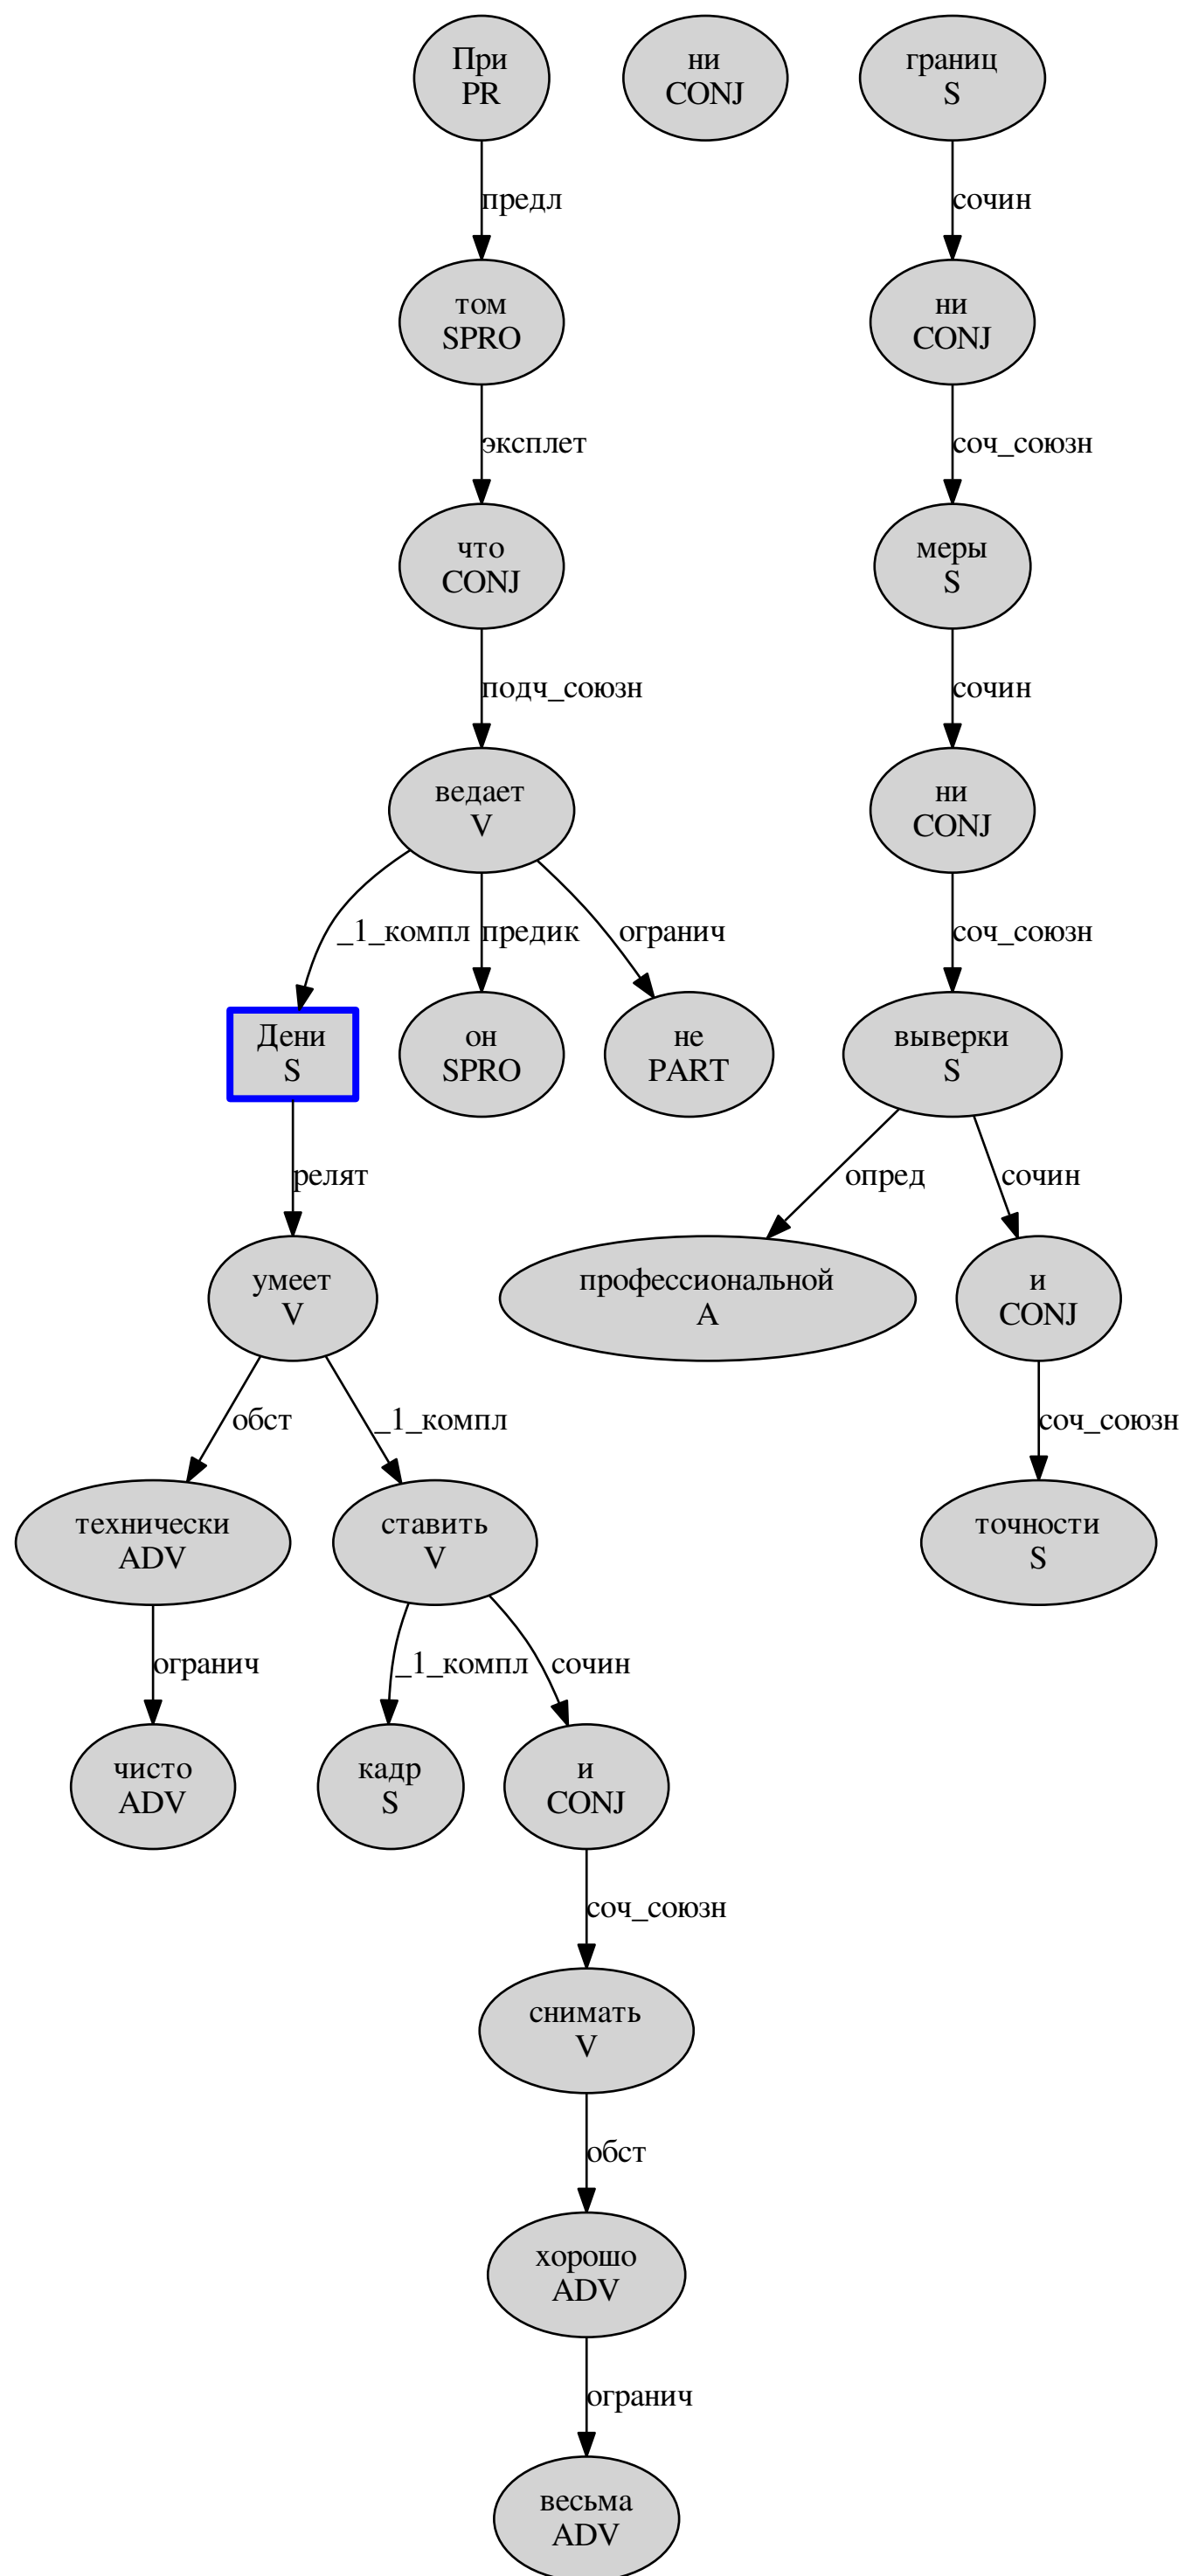 При
PR
ни
CONJ
границ
S
предл
сочин
том
SPRO
ни
CONJ
эксплет
соч_союзн
что
CONJ
меры
S
подч_союзн
сочин
ведает
V
ни
CONJ
_1_компл
предик
огранич
соч_союзн
Дени
S
он
SPRO
не
PART
выверки
S
релят
опред
сочин
умеет
V
профессиональной
A
и
CONJ
обст
_1_компл
соч_союзн
технически
ADV
ставить
V
точности
S
огранич
_1_компл
сочин
чисто
ADV
кадр
S
и
CONJ
соч_союзн
снимать
V
обст
хорошо
ADV
огранич
весьма
ADV